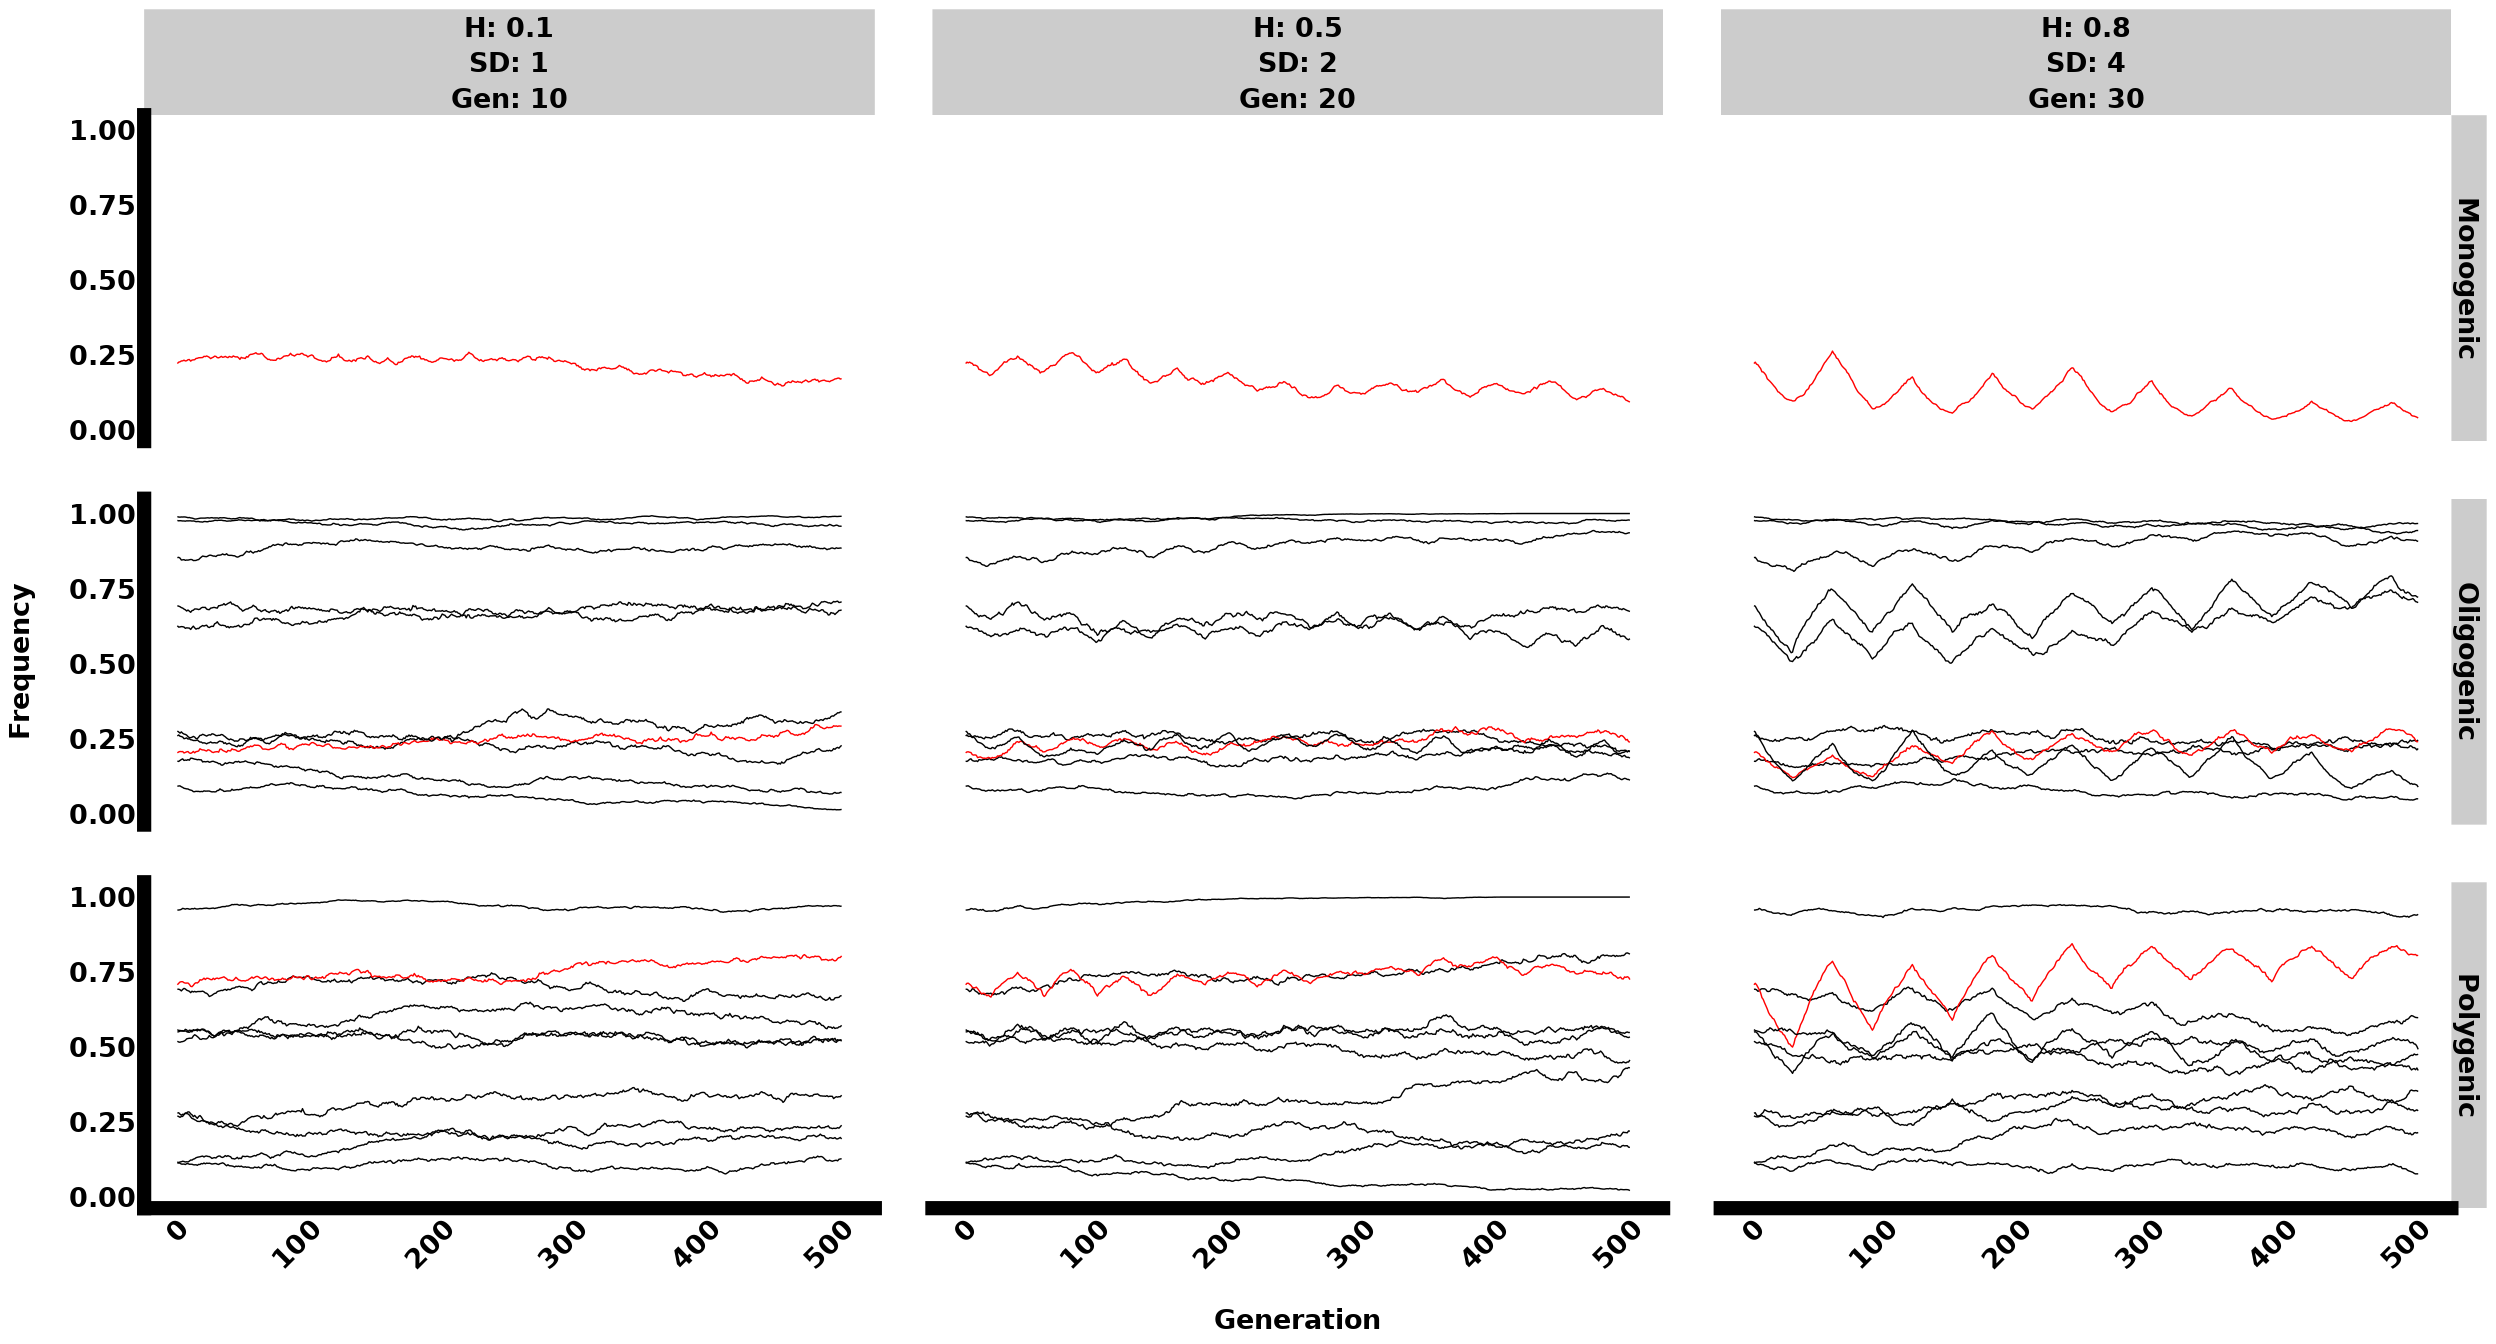 H: 0.1
SD: 1
Gen: 10
H: 0.5
SD: 2
Gen: 20
H: 0.8
SD: 4
Gen: 30
1.00
0.75
0.50
0.25
0.00
Monogenic
1.00
0.75
0.50
0.25
0.00
Oligogenic
Frequency
1.00
0.75
0.50
0.25
0.00
Polygenic
0 100 200 300 400 500
0 100 200 300 400 500
0 100 200 300 400 500
Generation